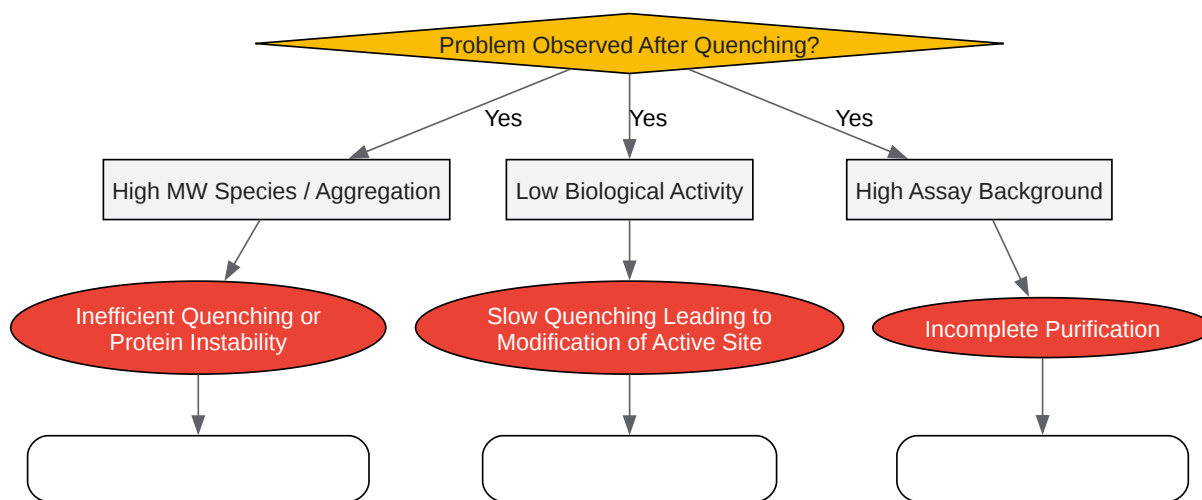 Problem Observed After Quenching?
Yes
Yes
Yes
High MW Species / Aggregation
Low Biological Activity
High Assay Background
Inefficient Quenching or
Protein Instability
Slow Quenching Leading to
Modification of Active Site
Incomplete Purification